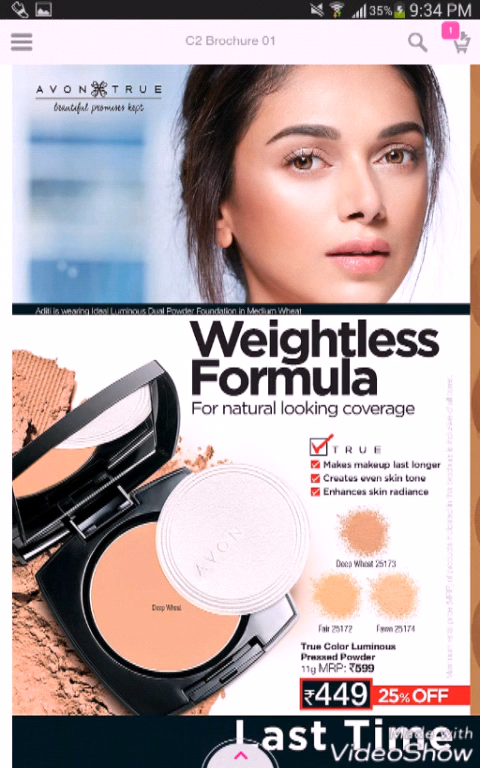 35% 9:34 PM
C2 Brochure 01
1
AVON TRUE
beautiful promises kept
Aditi is wearing Ideal Luminous Dual Powder Foundation in Medium Wheat
Weightless
Formula
For natural looking coverage
TRUE
Makes makeup last longer
Creates even skin tone
Enhances skin radiance
AVON
Deep Wheat
Deep Wheat 25173
Fair 25172 Fawn 25174
True Color Luminous
Pressed Powder
11g MRP: ₹599
₹449 25% OFF
Last Time
Made with
VideoShow